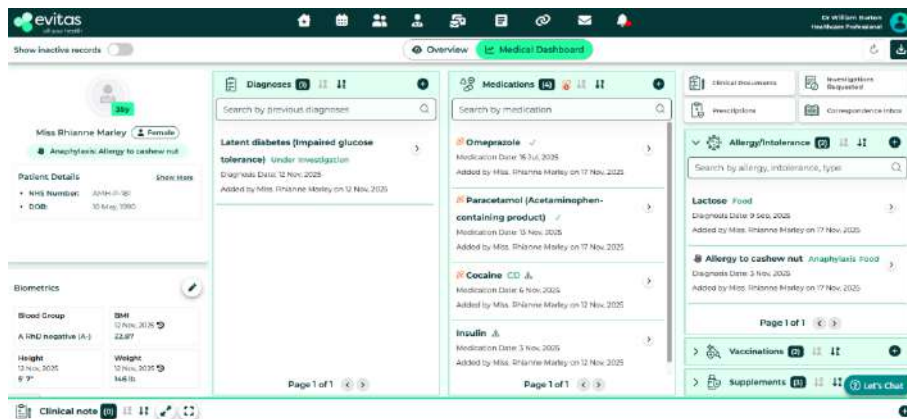 evitas
Dr William Burton
Healthcare Professional
Show inactive records
Overview
Medical Dashboard
35y
Miss Rhianne Marley
Female
Anaphylaxis: Allergy to cashew nut
Patient Details
Show More
NHS Number:
DOB:
10 May, 1990
Biometrics
Blood Group
A RhD negative (A-)
BMI
12 Nov, 2025
22.87
Height
12 Nov, 2025
5' 7"
Weight
12 Nov, 2025
146 lb
Diagnoses
Search by previous diagnoses
Latent diabetes (Impaired glucose
tolerance) Under Investigation
Diagnosis Date: 12 Nov, 2025
Added by Miss. Rhianne Marley on 12 Nov, 2025
Page 1 of 1
Medications (4)
Search by medication
Omeprazole
Medication Date: 16 Jul, 2025
Added by Miss. Rhianne Marley on 17 Nov, 2025
Paracetamol (Acetaminophen-
containing product)
Medication Date: 13 Nov, 2025
Added by Miss. Rhianne Marley on 17 Nov, 2025
Cocaine CD
Medication Date: 6 Nov, 2025
Added by Miss. Rhianne Marley on 12 Nov, 2025
Insulin
Medication Date: 3 Nov, 2025
Added by Miss. Rhianne Marley on 12 Nov, 2025
Page 1 of 1
Clinical Documents
Investigations
Requested
Prescriptions
Correspondence Inbox
Allergy/Intolerance (2)
Search by allergy, intolerance, type
Lactose Food
Diagnosis Date: 9 Sep, 2025
Added by Miss. Rhianne Marley on 17 Nov, 2025
Allergy to cashew nut Anaphylaxis Food
Diagnosis Date: 3 Nov, 2025
Added by Miss. Rhianne Marley on 17 Nov, 2025
Page 1 of 1
Vaccinations
Supplements
Let's Chat
Clinical note